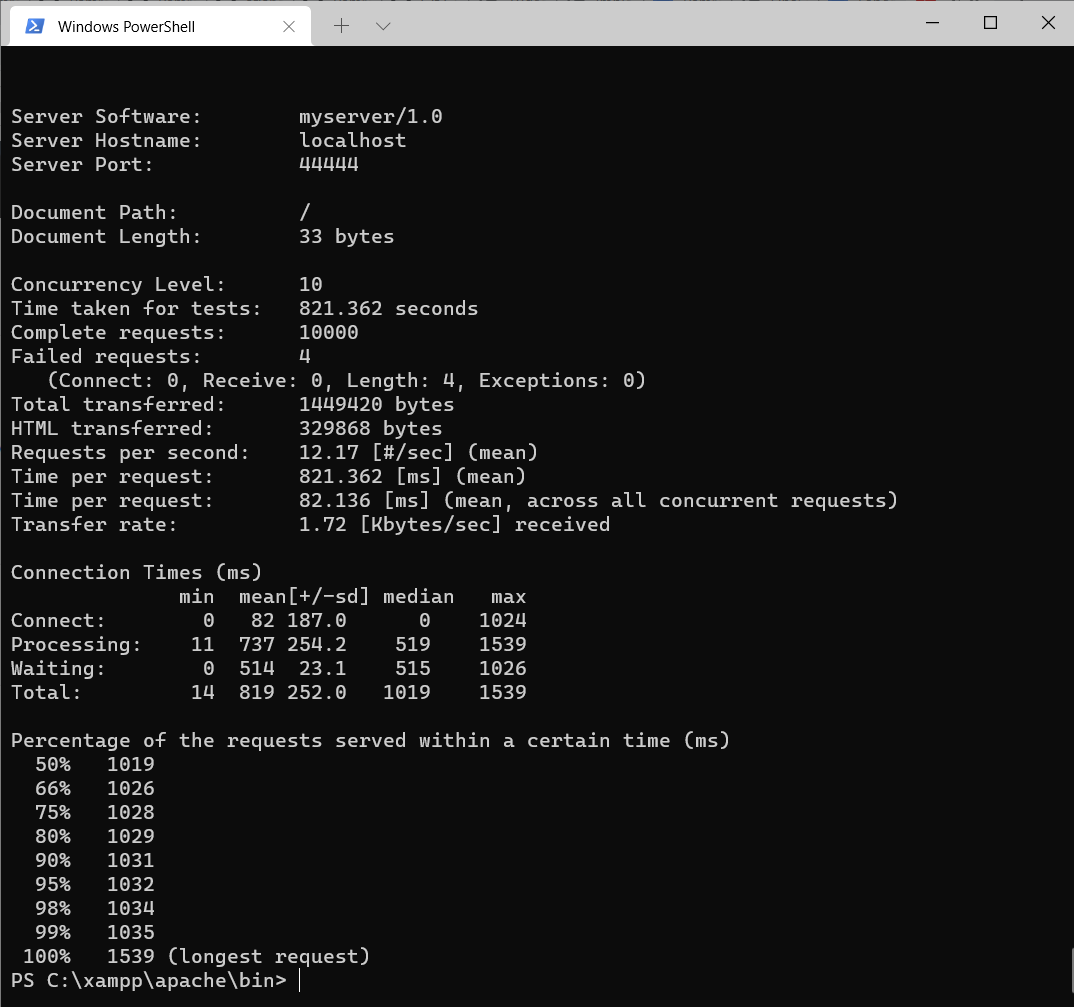 Windows PowerShell
Server Software:        myserver/1.0
Server Hostname:        localhost
Server Port:            44444
Document Path:          /
Document Length:        33 bytes
Concurrency Level:      10
Time taken for tests:   821.362 seconds
Complete requests:      10000
Failed requests:        4
   (Connect: 0, Receive: 0, Length: 4, Exceptions: 0)
Total transferred:      1449420 bytes
HTML transferred:       329868 bytes
Requests per second:    12.17 [#/sec] (mean)
Time per request:       821.362 [ms] (mean)
Time per request:       82.136 [ms] (mean, across all concurrent requests)
Transfer rate:          1.72 [Kbytes/sec] received
Connection Times (ms)
              min  mean[+/-sd] median   max
Connect:        0   82 187.0      0    1024
Processing:    11  737 254.2    519    1539
Waiting:        0  514  23.1    515    1026
Total:         14  819 252.0   1019    1539
Percentage of the requests served within a certain time (ms)
  50%   1019
  66%   1026
  75%   1028
  80%   1029
  90%   1031
  95%   1032
  98%   1034
  99%   1035
 100%   1539 (longest request)
PS C:\xampp\apache\bin>